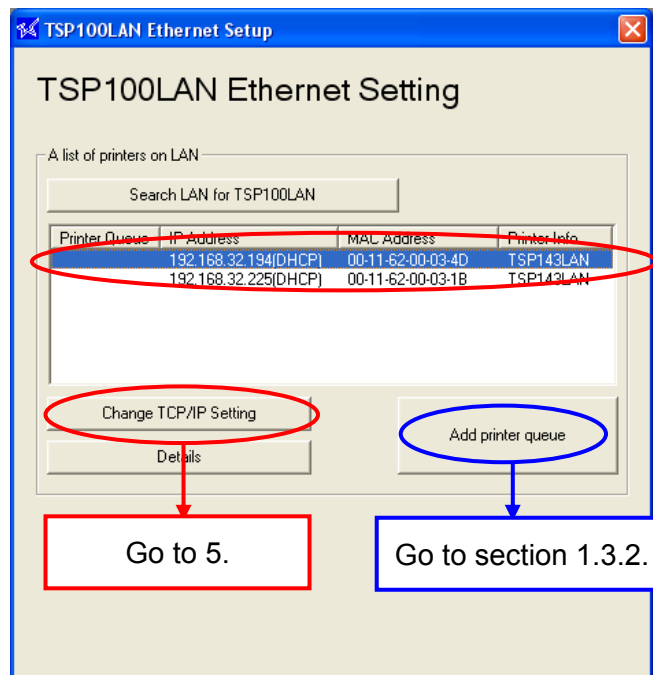 TSP100LAN Ethernet Setup
TSP100LAN Ethernet Setting
A list of printers on LAN
Search LAN for TSP100LAN
Printer Queue IP Address MAC Address Printer Info
192.168.32.194(DHCP) 00-11-62-00-03-4D TSP143LAN
192.168.32.225(DHCP) 00-11-62-00-03-1B TSP143LAN
Change TCP/IP Setting
Add printer queue
Details
Go to 5.
Go to section 1.3.2.